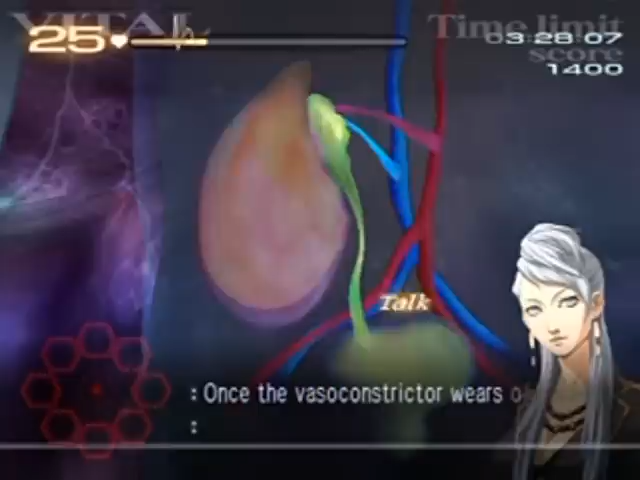 VITAL
Time limit
25
03:28:07
score
1400
Talk
: Once the vasoconstrictor wears
: